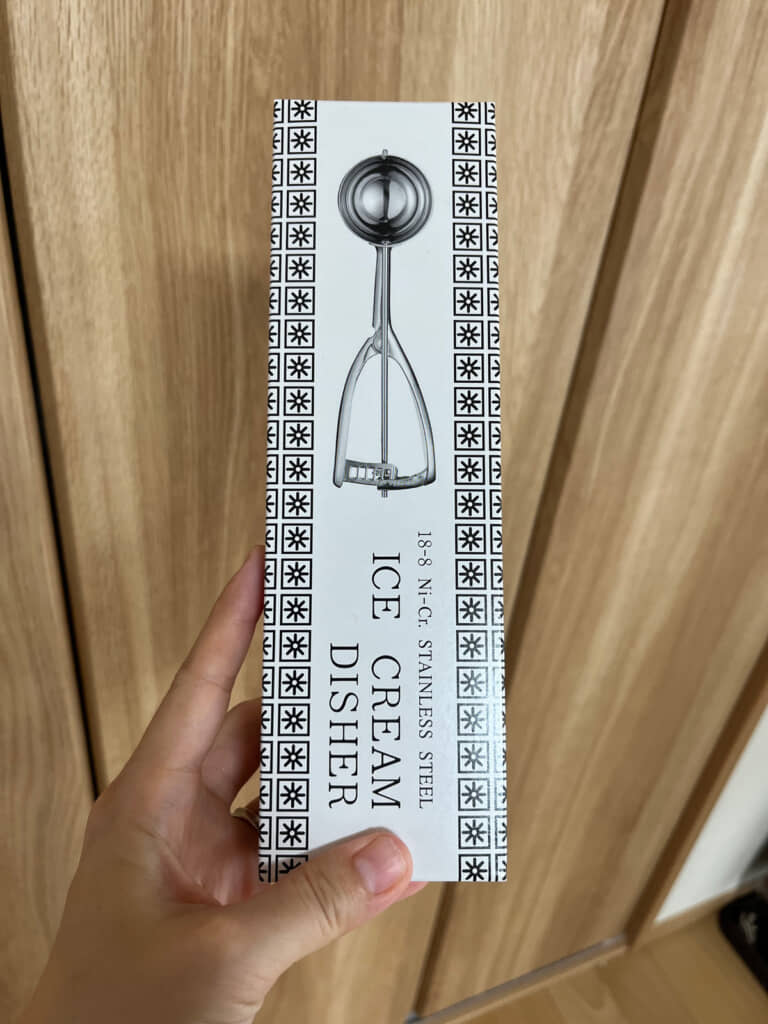 18-8 Ni-Cr. STAINLESS STEEL
ICE CREAM
DISHER